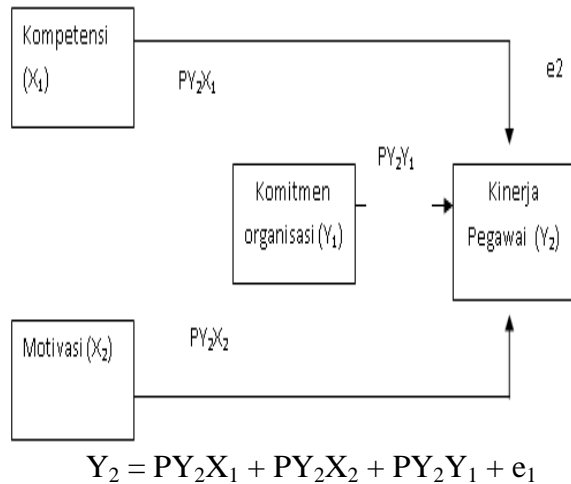 Kompetensi
(X₁)
PY₂X₁
e2
PY₂Y₁
Komitmen
organisasi (Y₁)
Kinerja
Pegawai (Y₂)
Motivasi (X₂)
PY₂X₂
Y₂ = PY₂X₁ + PY₂X₂ + PY₂Y₁ + e₁